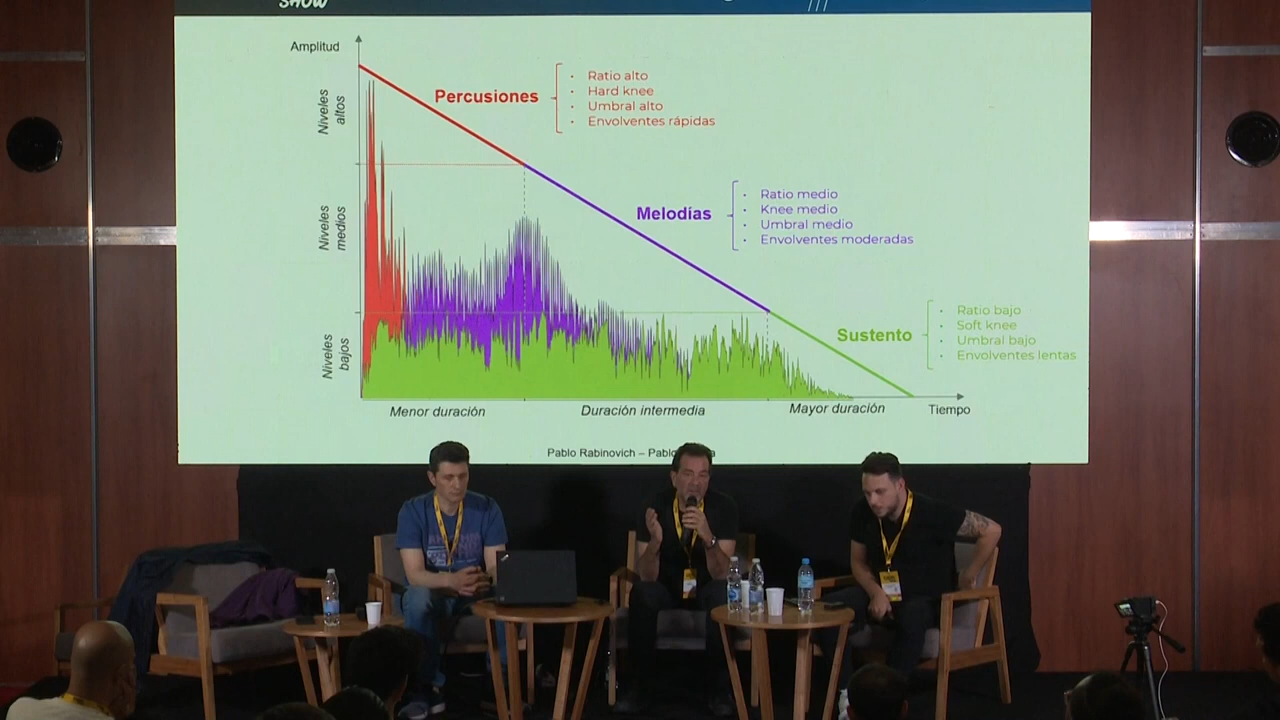 SHOW
Amplitud
Niveles
altos
Percusiones
• Ratio alto
• Hard knee
• Umbral alto
• Envolventes rápidas
Niveles
medios
Melodías
• Ratio medio
• Knee medio
• Umbral medio
• Envolventes moderadas
Niveles
bajos
Sustento
• Ratio bajo
• Soft knee
• Umbral bajo
• Envolventes lentas
Menor duración
Duración intermedia
Mayor duración
Tiempo
Pablo Rabinovich – Pablo